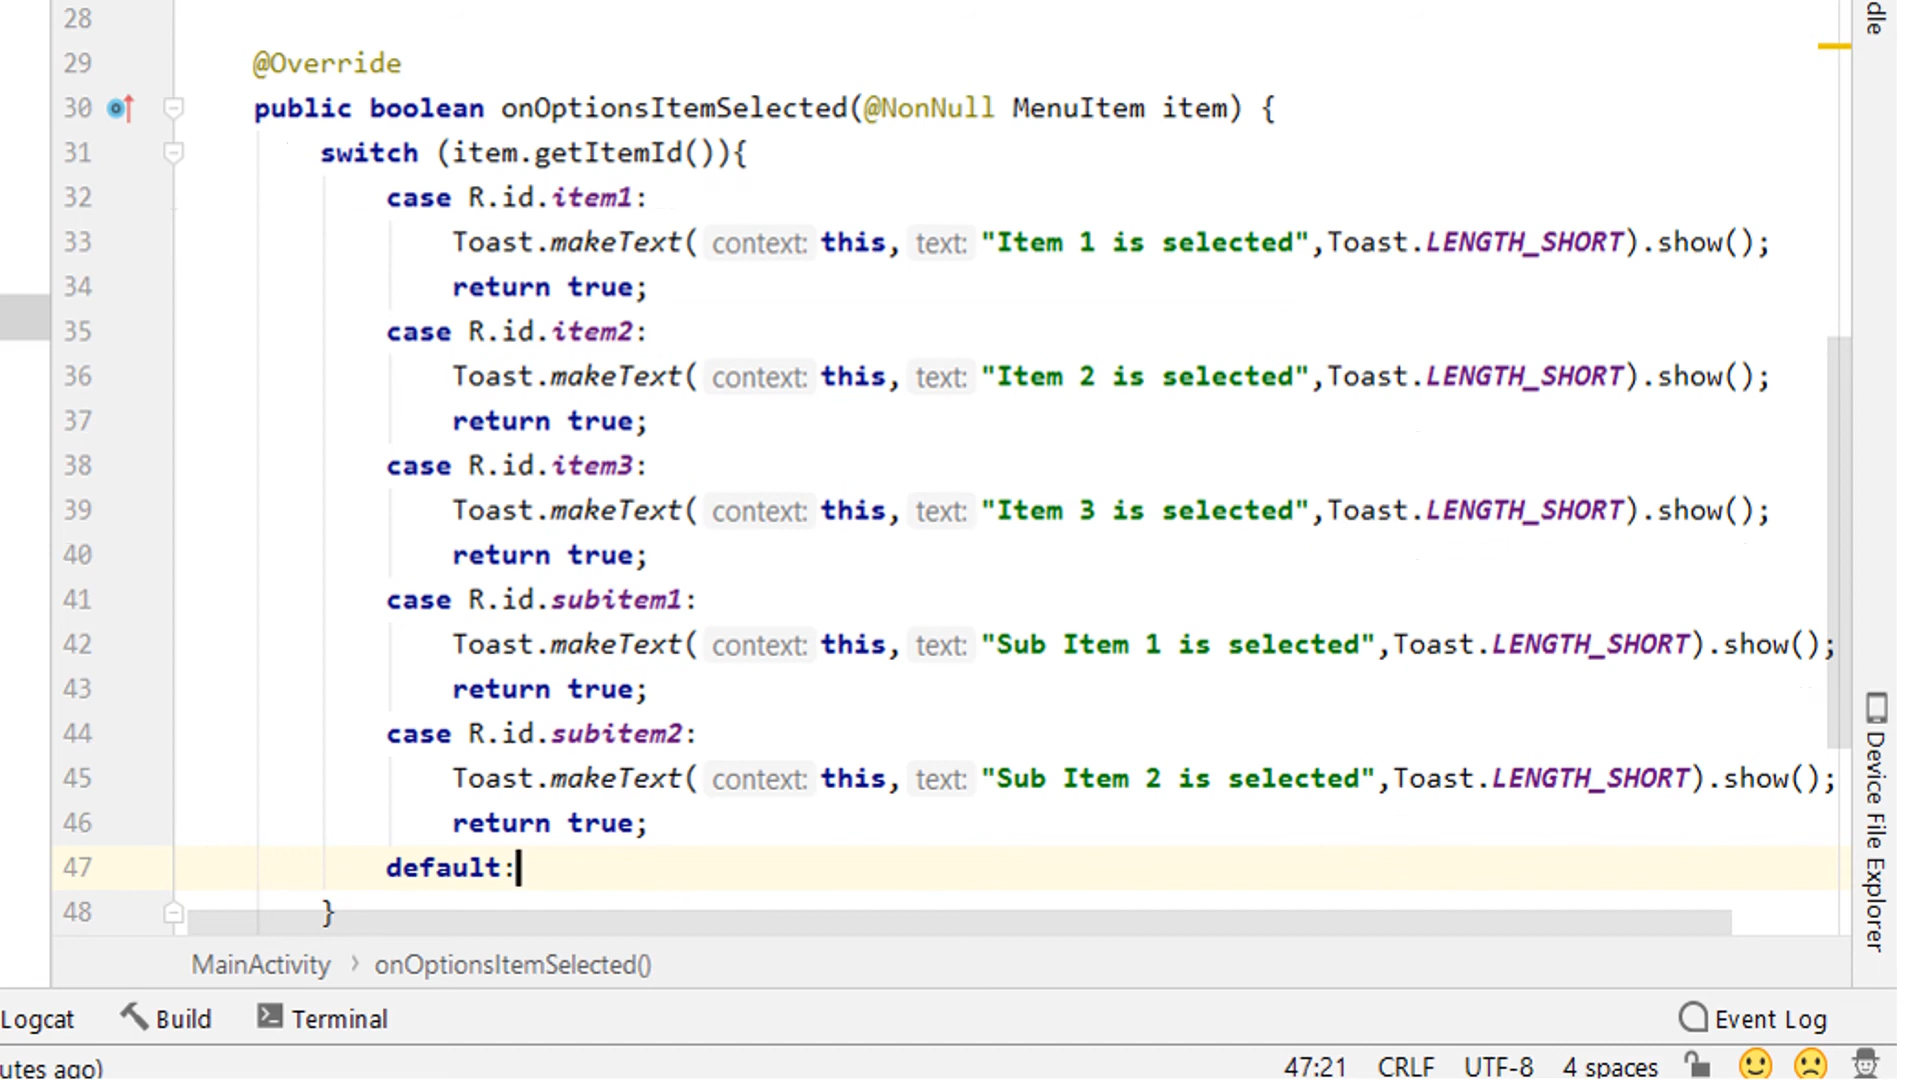 28
29 @Override
30 public boolean onOptionsItemSelected(@NonNull MenuItem item) {
31 switch (item.getItemId()){
32 case R.id.item1:
33 Toast.makeText( context: this, text: "Item 1 is selected",Toast.LENGTH_SHORT).show();
34 return true;
35 case R.id.item2:
36 Toast.makeText( context: this, text: "Item 2 is selected",Toast.LENGTH_SHORT).show();
37 return true;
38 case R.id.item3:
39 Toast.makeText( context: this, text: "Item 3 is selected",Toast.LENGTH_SHORT).show();
40 return true;
41 case R.id.subitem1:
42 Toast.makeText( context: this, text: "Sub Item 1 is selected",Toast.LENGTH_SHORT).show();
43 return true;
44 case R.id.subitem2:
45 Toast.makeText( context: this, text: "Sub Item 2 is selected",Toast.LENGTH_SHORT).show();
46 return true;
47 default:
48 }
MainActivity > onOptionsItemSelected()
Logcat Build Terminal Event Log
utes ago) 47:21 CRLF UTF-8 4 spaces
dle
Device File Explorer